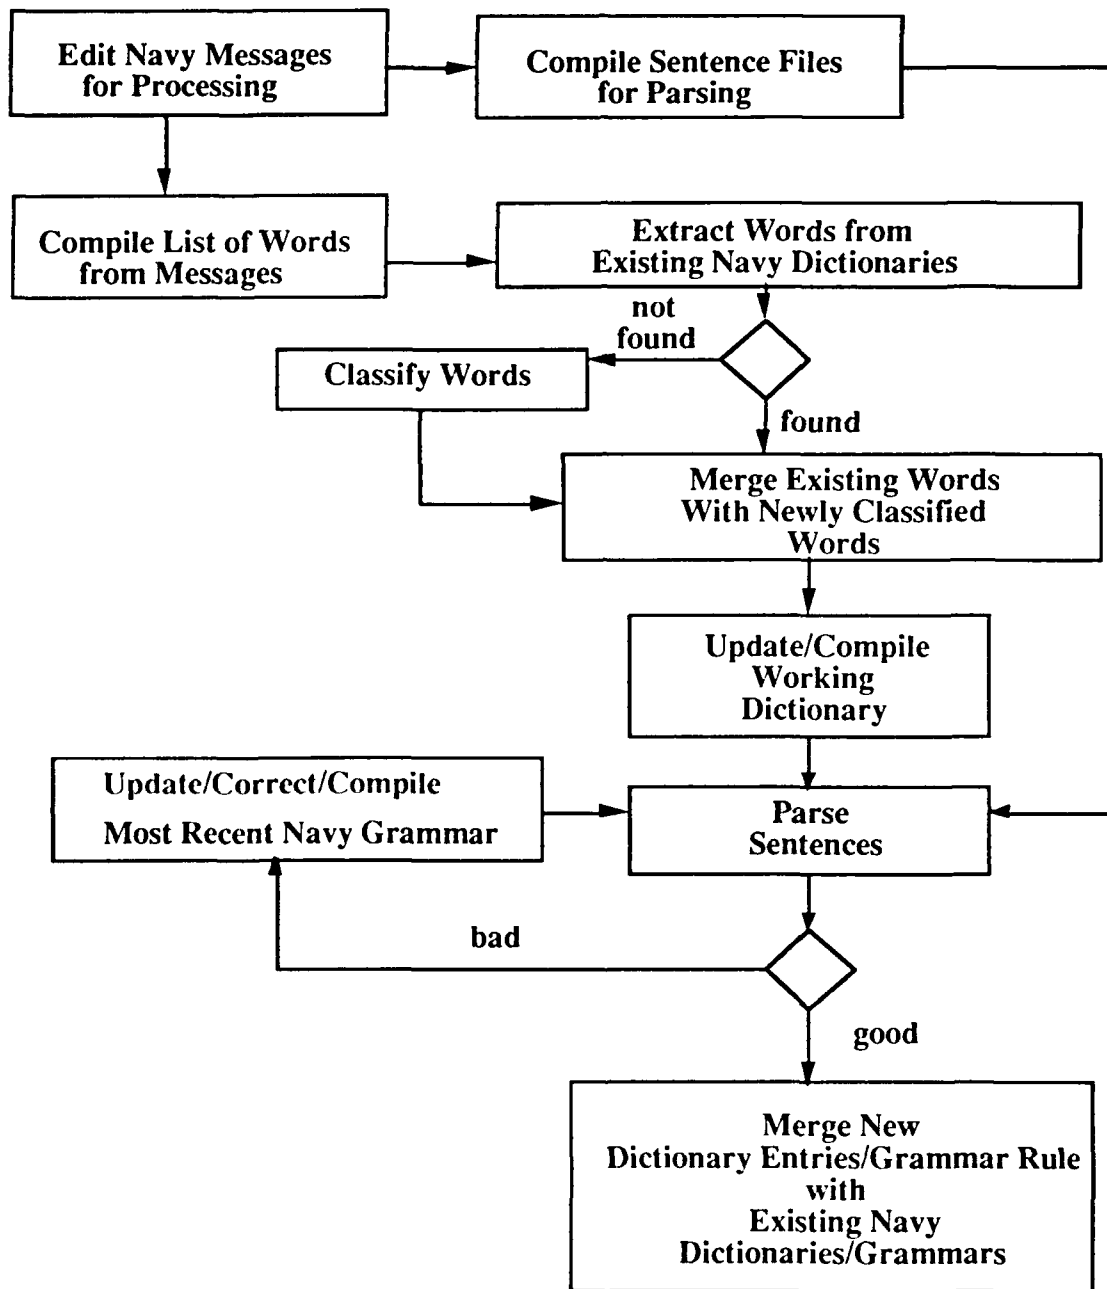 Edit Navy Messages
for Processing
Compile Sentence Files
for Parsing
Compile List of Words
from Messages
Extract Words from
Existing Navy Dictionaries
not
found
Classify Words
found
Merge Existing Words
With Newly Classified
Words
Update/Compile
Working
Dictionary
Update/Correct/Compile
Most Recent Navy Grammar
Parse
Sentences
bad
good
Merge New
Dictionary Entries/Grammar Rule
with
Existing Navy
Dictionaries/Grammars